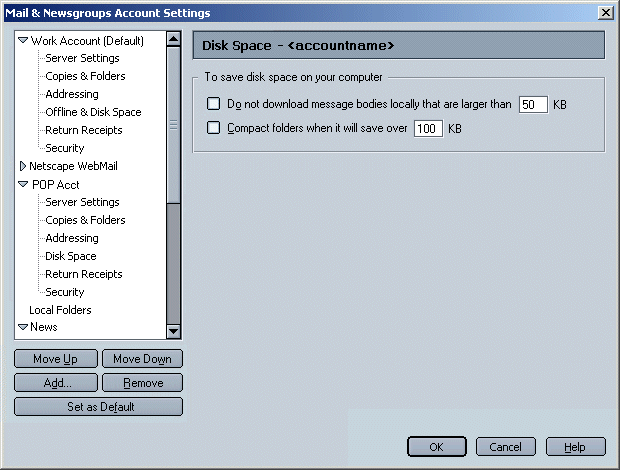 Mail & Newsgroups Account Settings
Work Account (Default)
Server Settings
Copies & Folders
Addressing
Offline & Disk Space
Return Receipts
Security
Netscape WebMail
POP Acct
Server Settings
Copies & Folders
Addressing
Disk Space
Return Receipts
Security
Local Folders
News
Move Up Move Down
Add... Remove
Set as Default
Disk Space - <accountname>
To save disk space on your computer
Do not download message bodies locally that are larger than 50 KB
Compact folders when it will save over 100 KB
OK Cancel Help